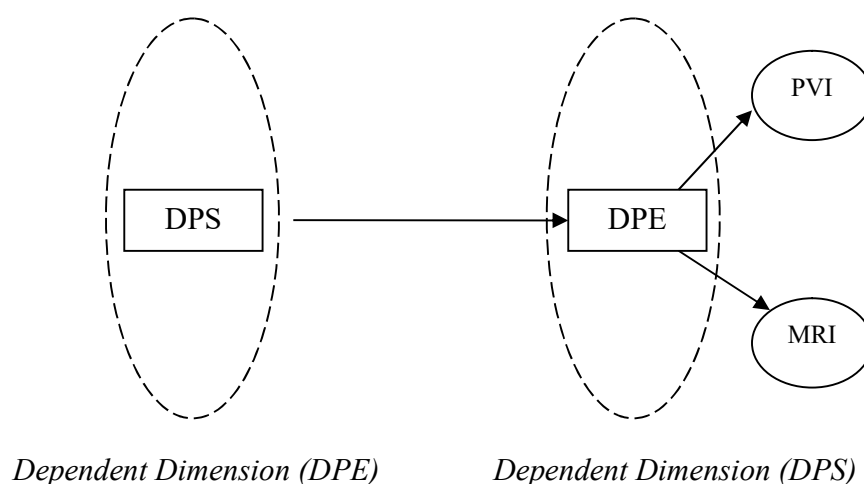 PVI
DPS
DPE
MRI
Dependent Dimension (DPE)
Dependent Dimension (DPS)